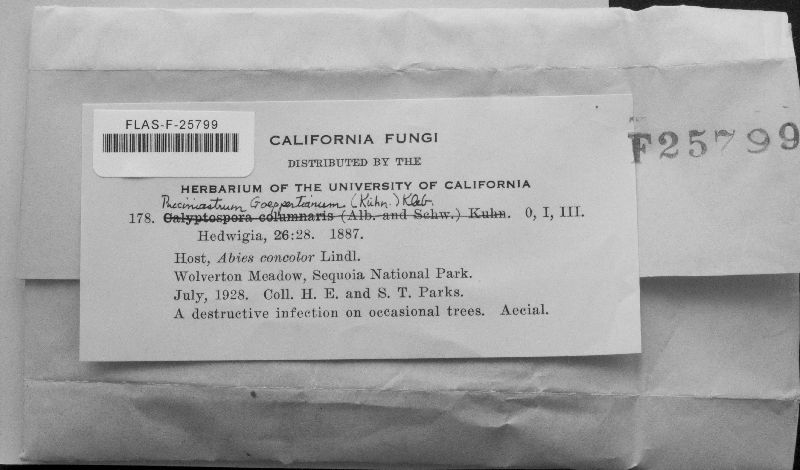 FLAS-F-25799
CALIFORNIA FUNGI
DISTRIBUTED BY THE
HERBARIUM OF THE UNIVERSITY OF CALIFORNIA
Pucciniastrum Goeppertianum (Kühn.) Kleb.
178. Calyptospora columnaris (Alb. and Schw.) Kuhn. 0, I, III.
Hedwigia, 26:28. 1887.
Host, Abies concolor Lindl.
Wolverton Meadow, Sequoia National Park.
July, 1928. Coll. H. E. and S. T. Parks.
A destructive infection on occasional trees. Aecial.
F25799